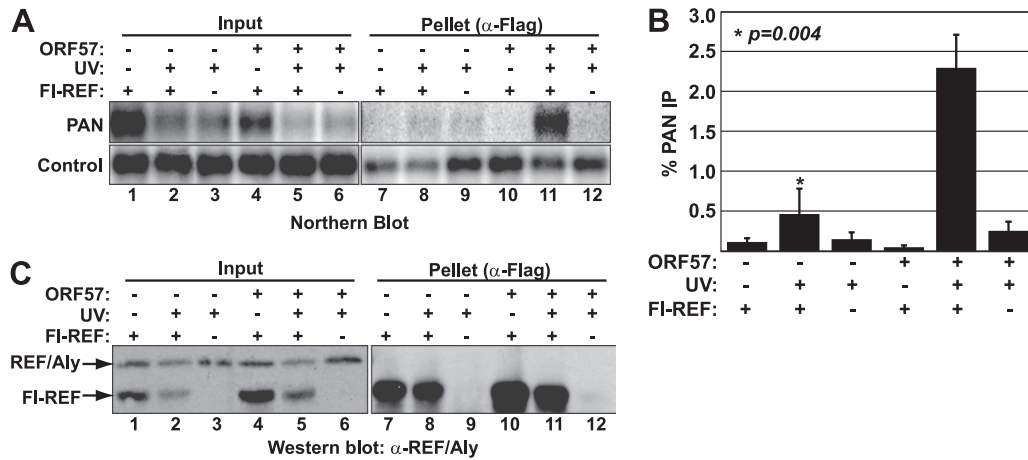 A
Input
Pellet (α-Flag)
ORF57: - - - + + + - - - + + +
UV: - + + - + + - + + - + +
Fl-REF: + + - + + - + + - + + -
PAN
Control
1 2 3 4 5 6 7 8 9 10 11 12
Northern Blot
B
* p=0.004
% PAN IP
3.0
2.5
2.0
1.5
1.0
0.5
*
ORF57: - - - + + +
UV: - + + - + +
Fl-REF: + + - + + -
C
Input
Pellet (α-Flag)
ORF57: - - - + + + - - - + + +
UV: - + + - + + - + + - + +
Fl-REF: + + - + + - + + - + + -
REF/Aly
Fl-REF
1 2 3 4 5 6 7 8 9 10 11 12
Western blot: α-REF/Aly